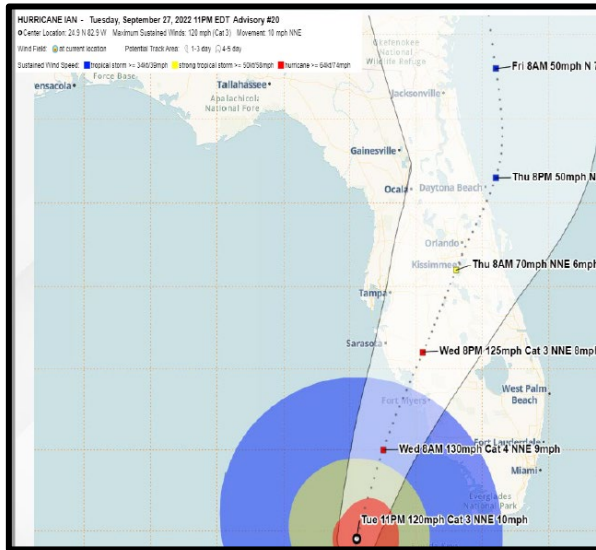 HURRICANE IAN - Tuesday, September 27, 2022 11PM EDT Advisory #20
Center Location: 24.9 N 82.9 W Maximum Sustained Winds: 120 mph (Cat 3) Movement: 10 mph NNE
Wind Field: at current location Potential Track Area: 1-3 day 4-5 day
Sustained Wind Speed: tropical storm >= 34kt/39mph strong tropical storm >= 50kt/58mph hurricane >= 64kt/74mph
Okefenokee
National
Wildlife Refuge
Force Base
Tallahassee
ensacola
Apalachicola
National Fore
Jacksonville
Fri 8AM 50mph N 7
Gainesville
Ocala
Daytona Beach
Thu 8PM 50mph N
Orlando
Kissimmee
Thu 8AM 70mph NNE 6mph
Tampa
Sarasota
Wed 8PM 125mph Cat 3 NNE 8mph
Fort Myers
West Palm
Beach
Wed 8AM 130mph Cat 4 NNE 9mph
Fort Lauderdale
Miami
Everglades
National Park
Tue 11PM 120mph Cat 3 NNE 10mph